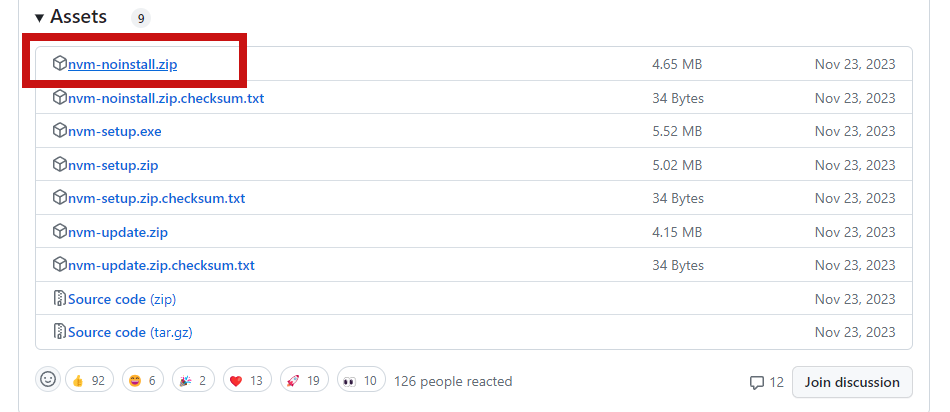 Assets 9
nvm-noinstall.zip 4.65 MB Nov 23, 2023
nvm-noinstall.zip.checksum.txt 34 Bytes Nov 23, 2023
nvm-setup.exe 5.52 MB Nov 23, 2023
nvm-setup.zip 5.02 MB Nov 23, 2023
nvm-setup.zip.checksum.txt 34 Bytes Nov 23, 2023
nvm-update.zip 4.15 MB Nov 23, 2023
nvm-update.zip.checksum.txt 34 Bytes Nov 23, 2023
Source code (zip) Nov 23, 2023
Source code (tar.gz) Nov 23, 2023
92 6 2 13 19 10 126 people reacted 12 Join discussion